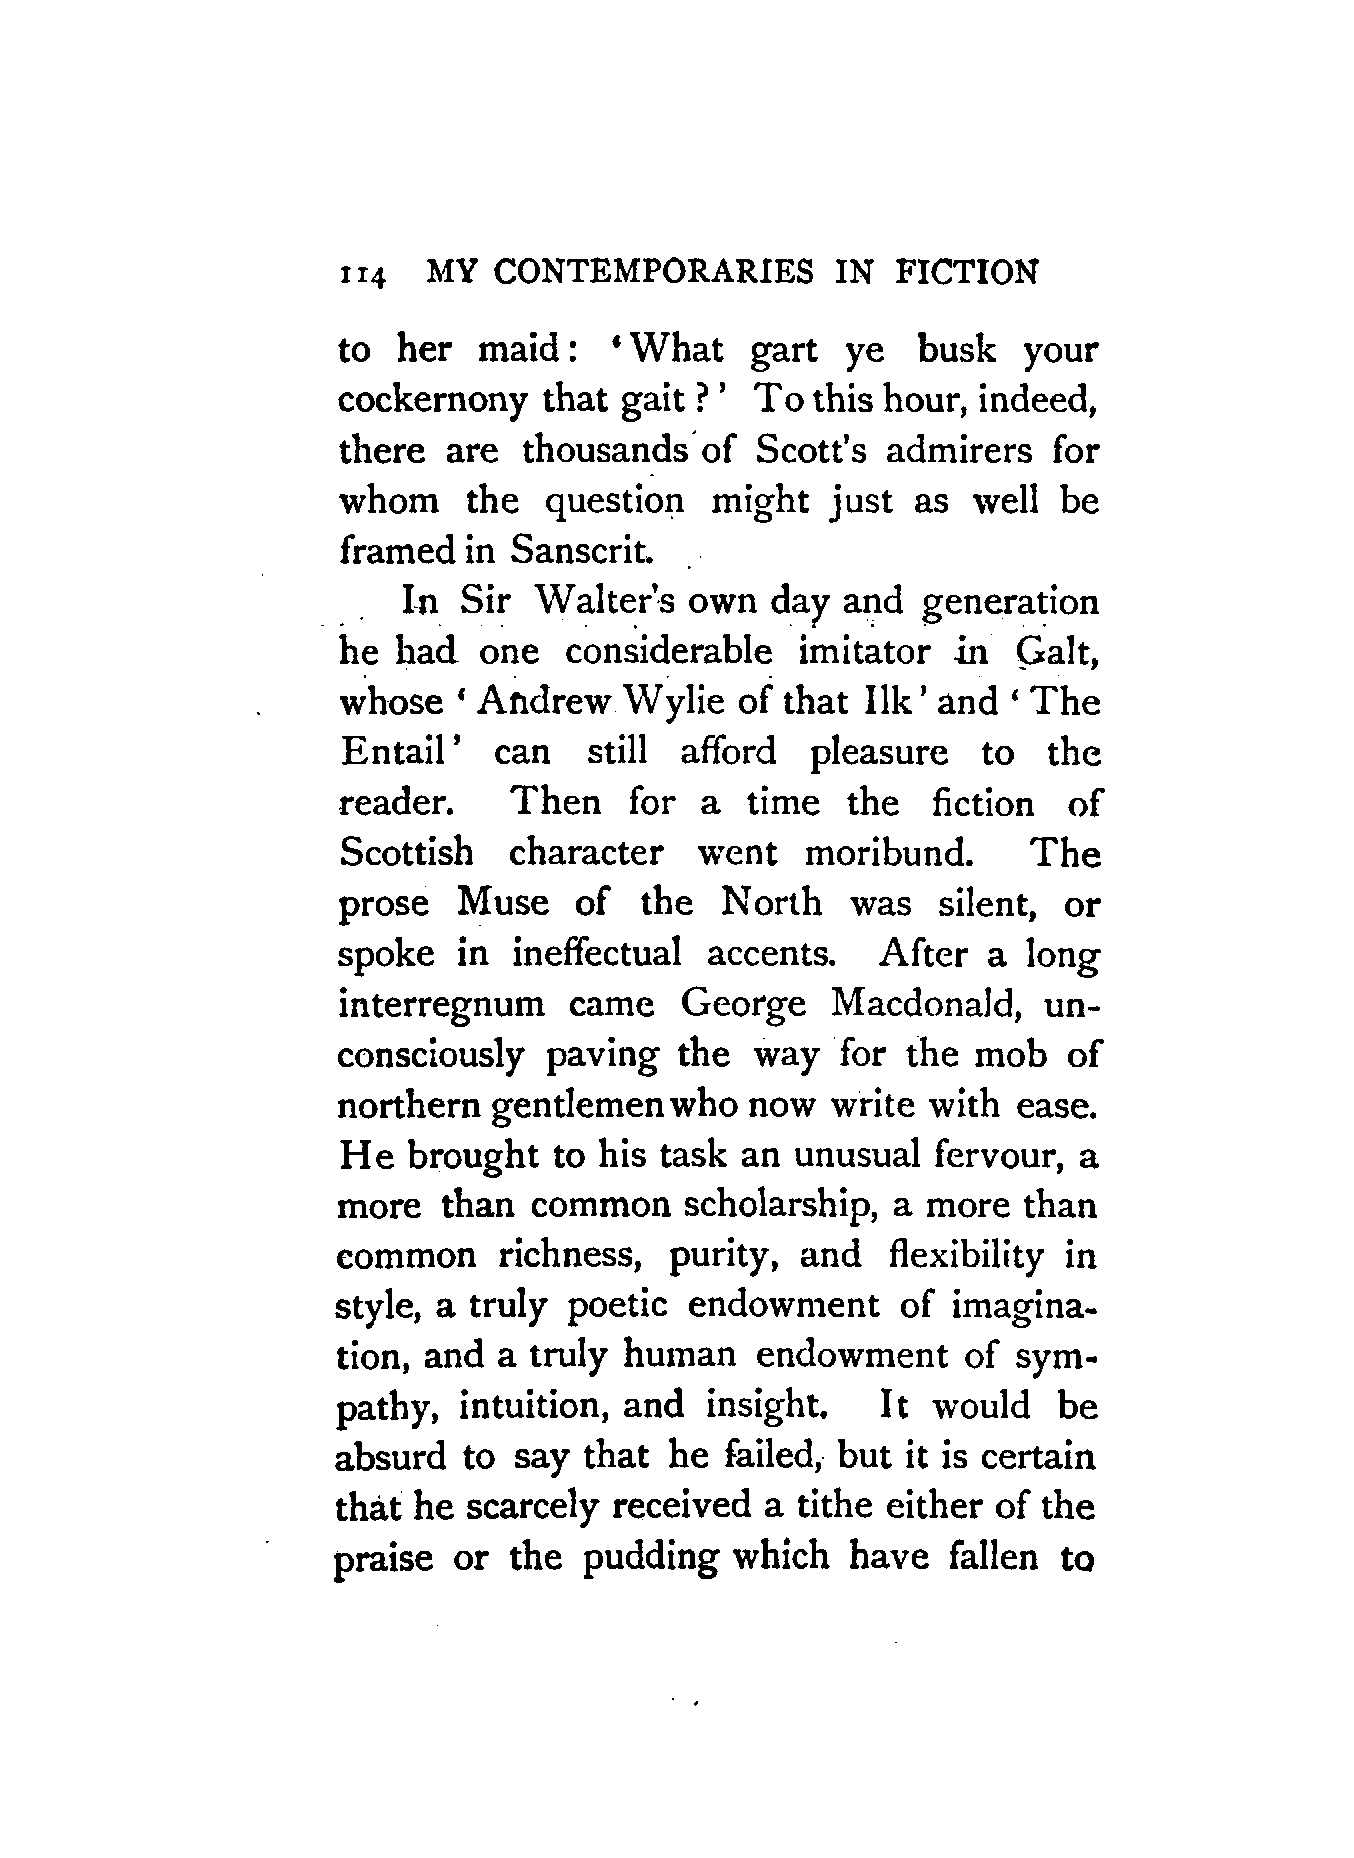 114 MY CONTEMPORARIES IN FICTION
to her maid: ‘What gart ye busk your
cockernony that gait?’ To this hour, indeed,
there are thousands of Scott's admirers for
whom the question might just as well be
framed in Sanscrit.
In Sir Walter's own day and generation
he had one considerable imitator in Galt,
whose ‘Andrew Wylie of that Ilk’ and ‘The
Entail’ can still afford pleasure to the
reader. Then for a time the fiction of
Scottish character went moribund. The
prose Muse of the North was silent, or
spoke in ineffectual accents. After a long
interregnum came George Macdonald, un-
consciously paving the way for the mob of
northern gentlemen who now write with ease.
He brought to his task an unusual fervour, a
more than common scholarship, a more than
common richness, purity, and flexibility in
style, a truly poetic endowment of imagina-
tion, and a truly human endowment of sym-
pathy, intuition, and insight. It would be
absurd to say that he failed, but it is certain
that he scarcely received a tithe either of the
praise or the pudding which have fallen to